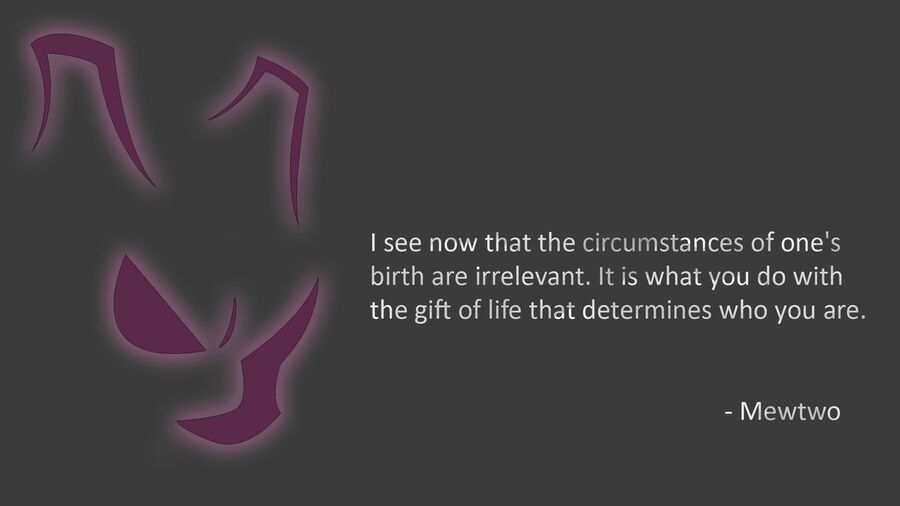 I see now that the circumstances of one's
birth are irrelevant. It is what you do with
the gift of life that determines who you are.
- Mewtwo